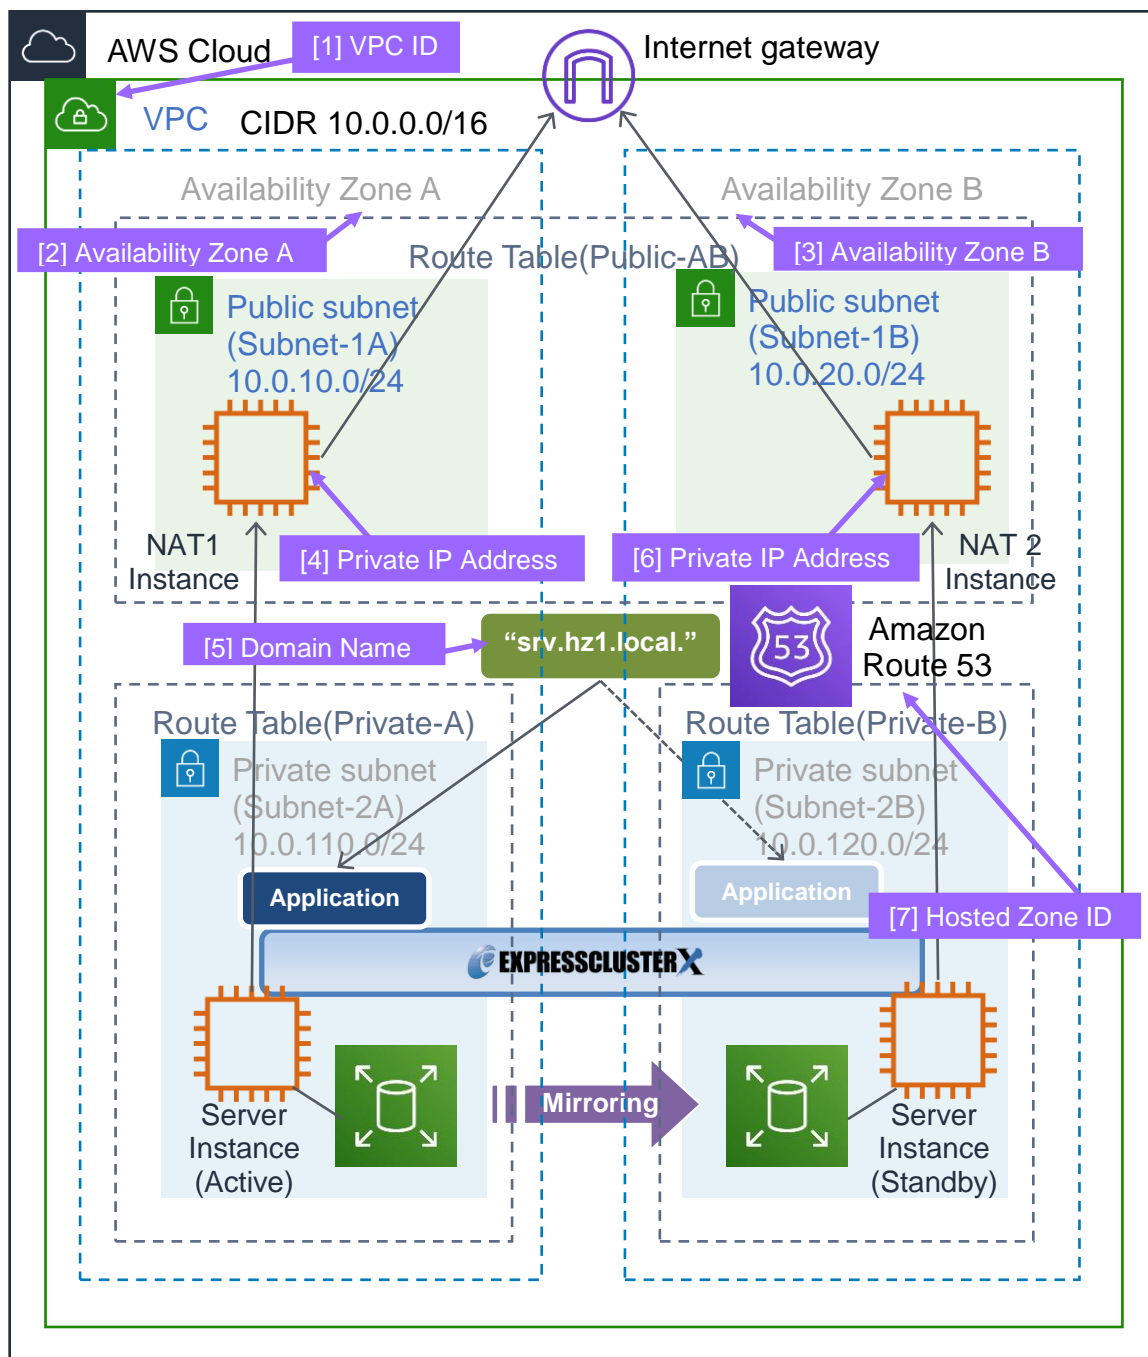 AWS Cloud
[1] VPC ID
Internet gateway
VPC
CIDR 10.0.0.0/16
Availability Zone A
Availability Zone B
[2] Availability Zone A
Route Table(Public-AB)
[3] Availability Zone B
Public subnet
(Subnet-1A)
10.0.10.0/24
Public subnet
(Subnet-1B)
10.0.20.0/24
NAT1
Instance
[4] Private IP Address
[6] Private IP Address
NAT 2
Instance
[5] Domain Name
“srv.hz1.local.”
53
Amazon
Route 53
Route Table(Private-A)
Route Table(Private-B)
Private subnet
(Subnet-2A)
10.0.110.0/24
Private subnet
(Subnet-2B)
10.0.120.0/24
Application
Application
[7] Hosted Zone ID
EXPRESSCLUSTER X
Mirroring
Server
Instance
(Active)
Server
Instance
(Standby)